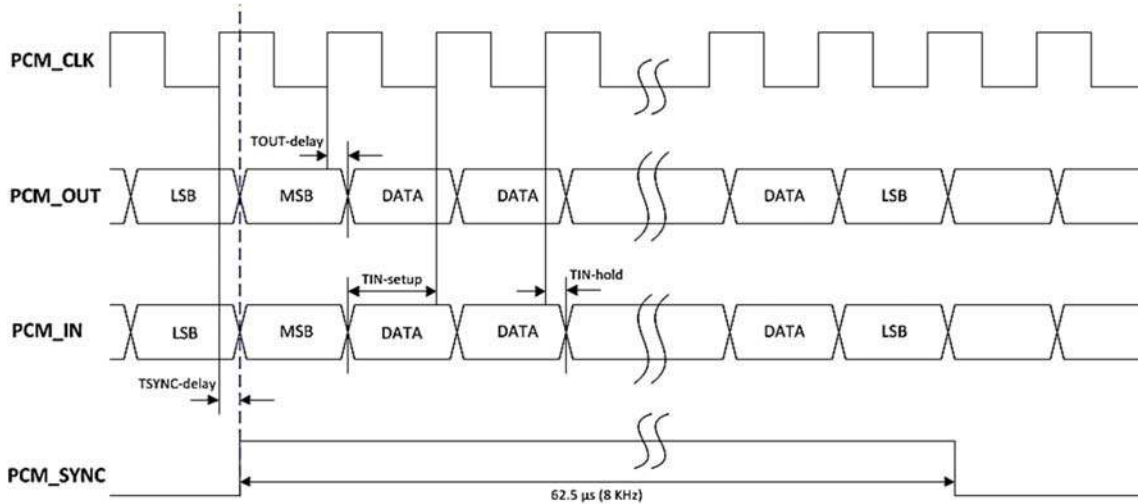 PCM_CLK
TOUT-delay
PCM_OUT LSB MSB DATA DATA DATA LSB
TIN-setup TIN-hold
PCM_IN LSB MSB DATA DATA DATA LSB
TSYNC-delay
PCM_SYNC
62.5 µs (8 KHz)